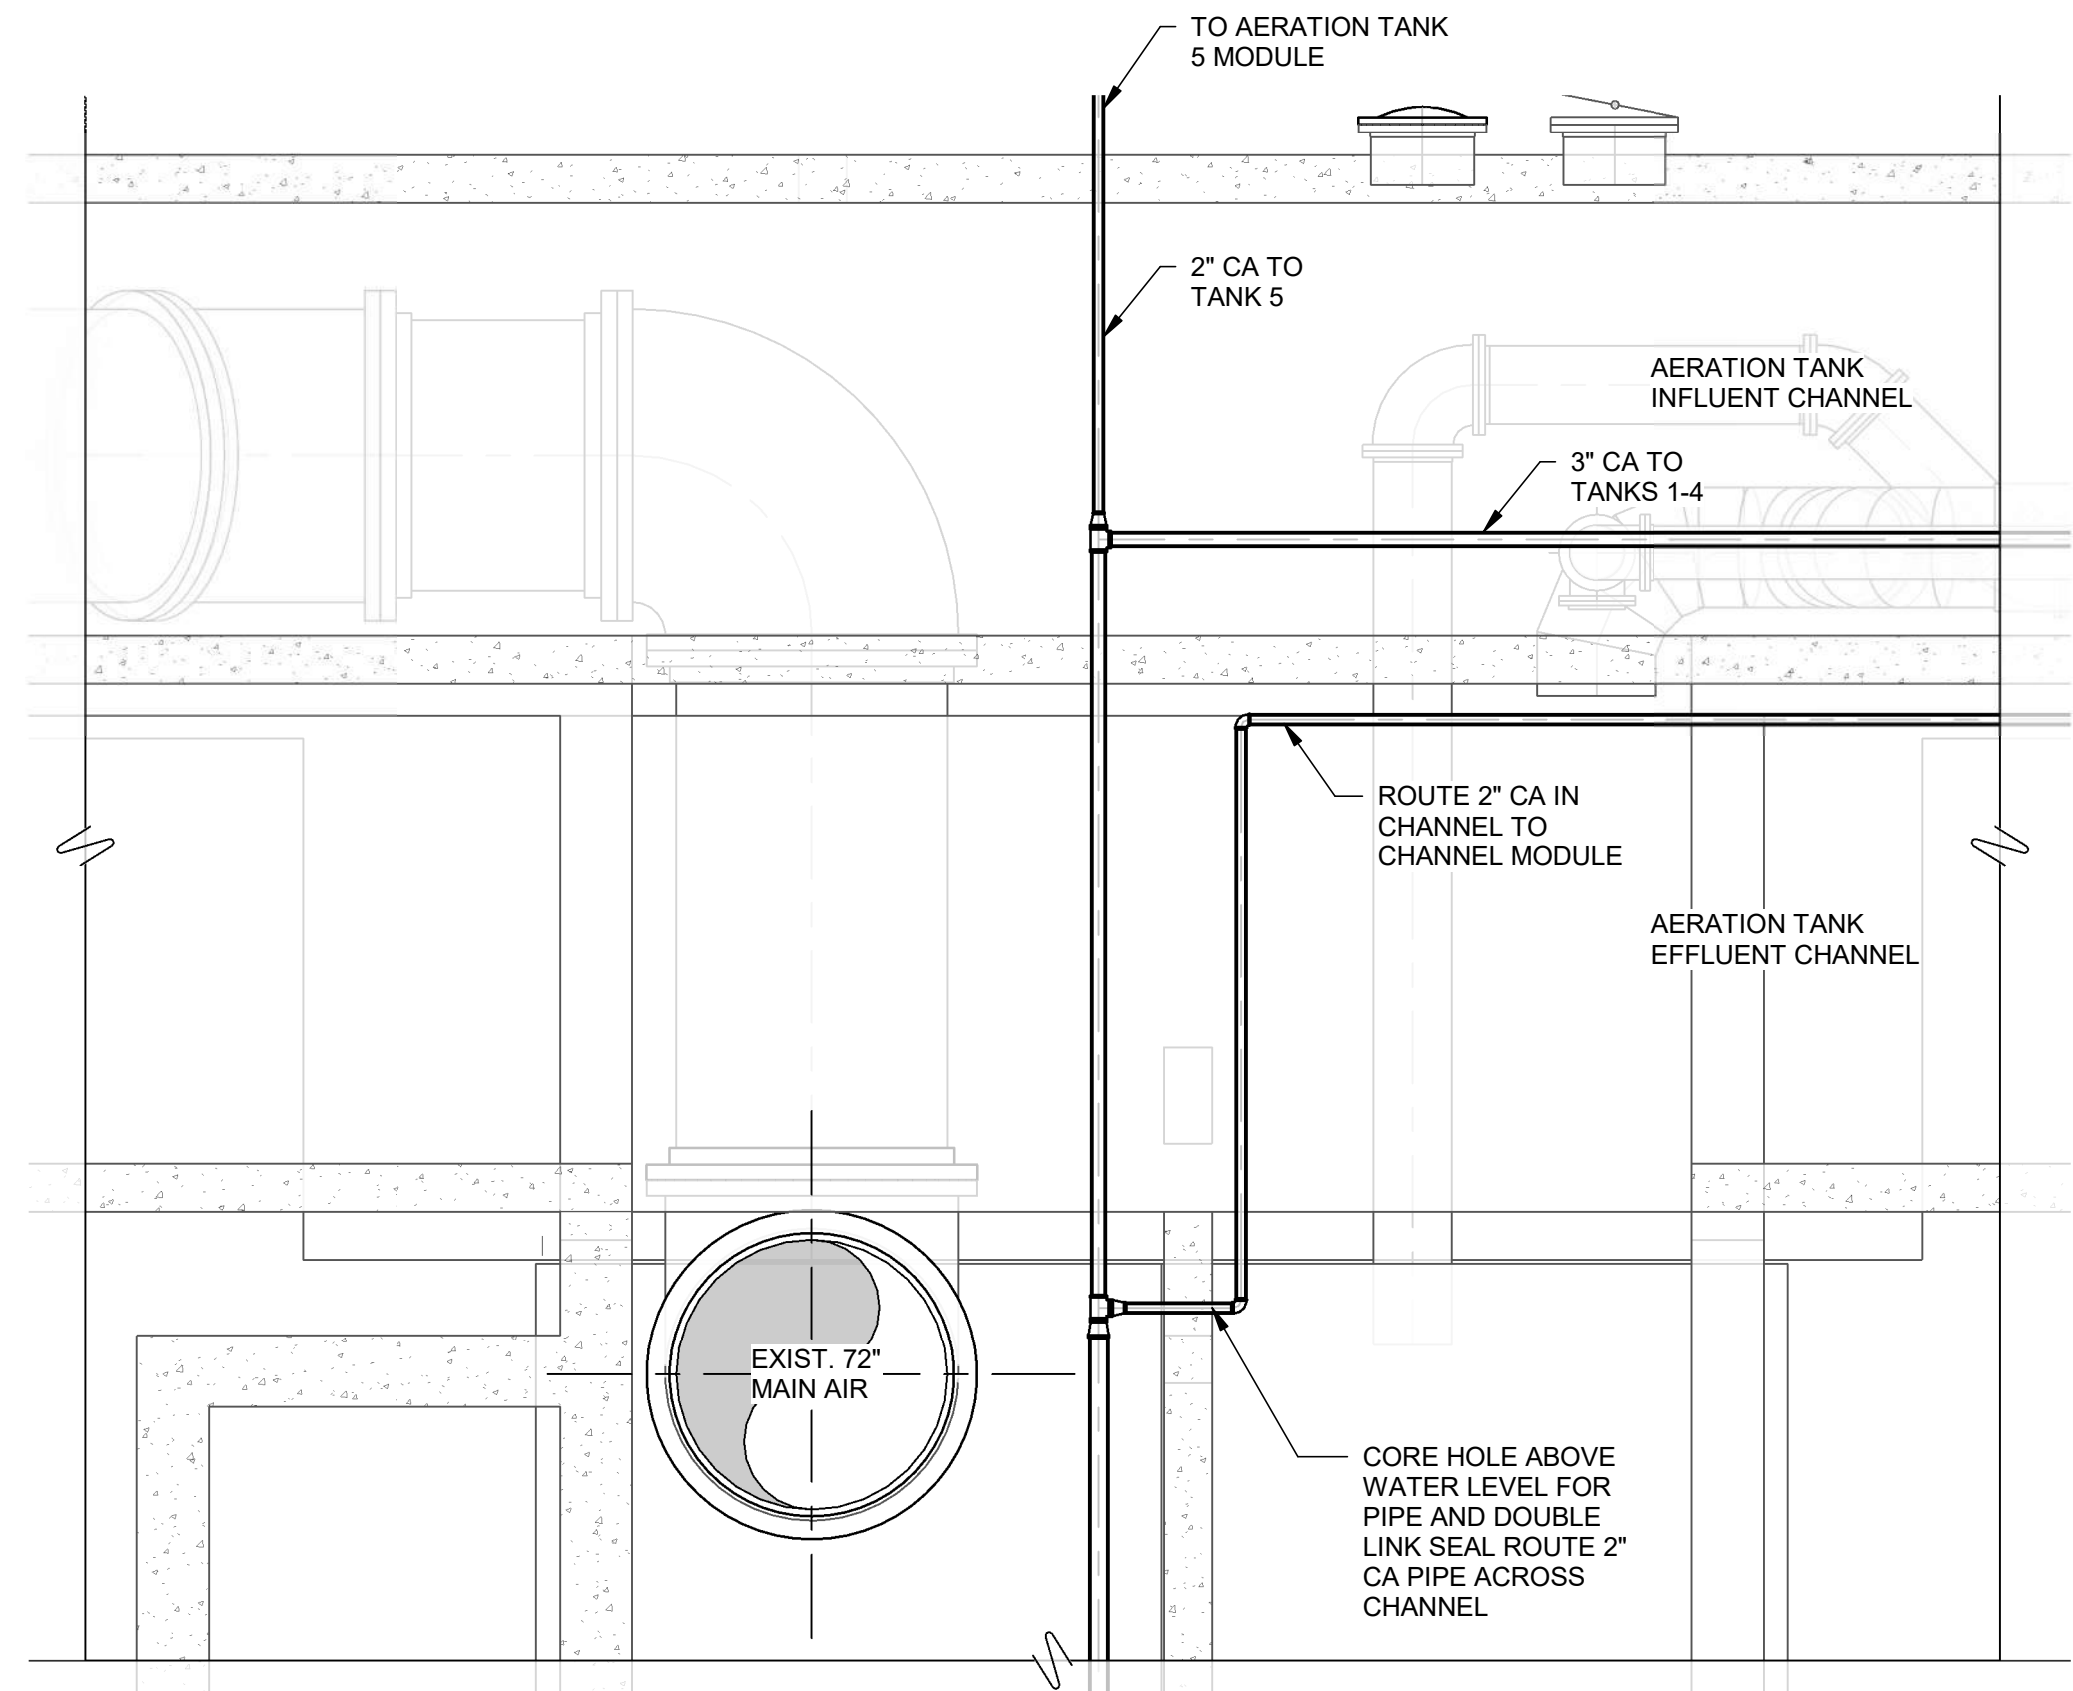 TO AERATION TANK
5 MODULE
2" CA TO
TANK 5
AERATION TANK
INFLUENT CHANNEL
3" CA TO
TANKS 1-4
ROUTE 2" CA IN
CHANNEL TO
CHANNEL MODULE
AERATION TANK
EFFLUENT CHANNEL
EXIST. 72"
MAIN AIR
CORE HOLE ABOVE
WATER LEVEL FOR
PIPE AND DOUBLE
LINK SEAL ROUTE 2"
CA PIPE ACROSS
CHANNEL